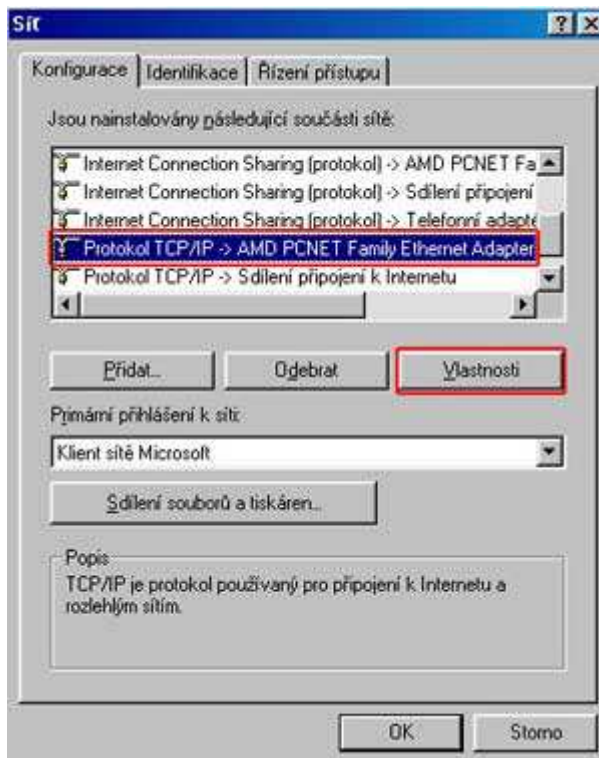 Síť
Konfigurace Identifikace Řízení přístupu
Jsou nainstalovány následující součásti sítě:
Internet Connection Sharing (protokol) -> AMD PCNET Fa
Internet Connection Sharing (protokol) -> Sdílení připojení
Internet Connection Sharing (protokol) -> Telefonní adapté
Protokol TCP/IP -> AMD PCNET Family Ethernet Adapter
Protokol TCP/IP -> Sdílení připojení k Internetu
Přidat... Odebrat Vlastnosti
Primární přihlášení k síti:
Klient sítě Microsoft
Sdílení souborů a tiskáren...
Popis
TCP/IP je protokol používaný pro připojení k Internetu a
rozlehlým sítím.
OK Storno